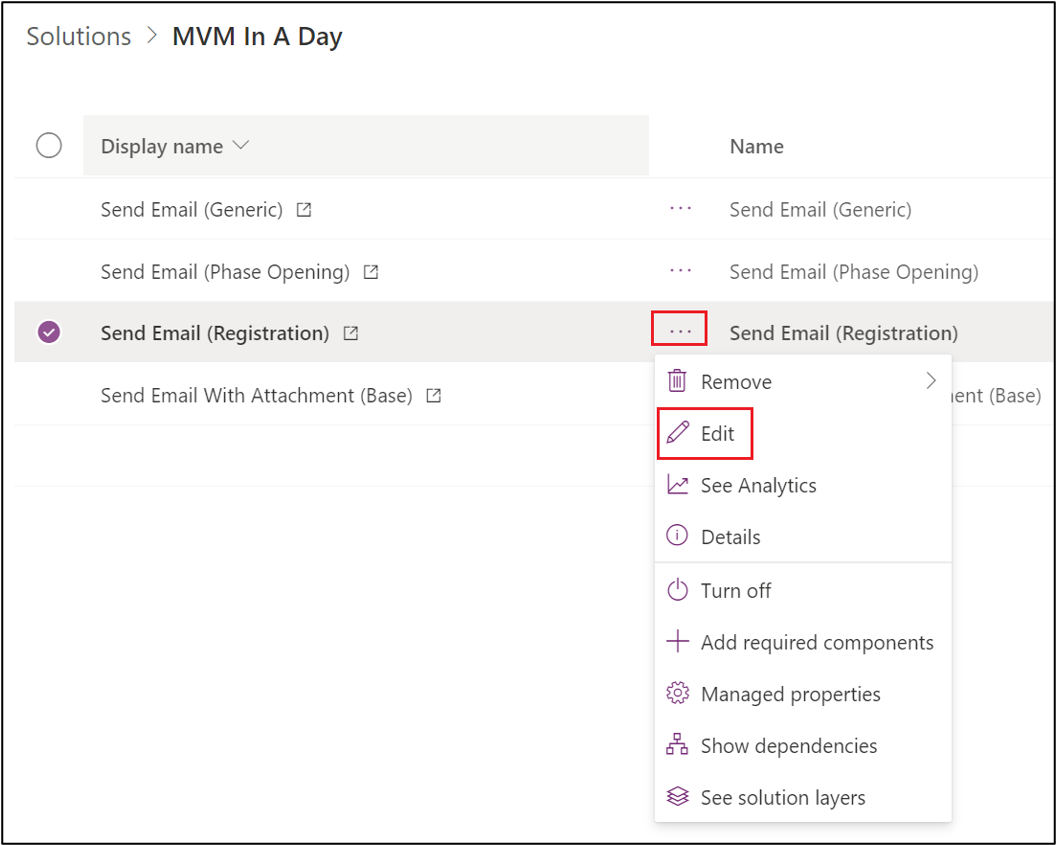 Solutions > MVM In A Day
Display name Name
Send Email (Generic) ··· Send Email (Generic)
Send Email (Phase Opening) ··· Send Email (Phase Opening)
Send Email (Registration) ··· Send Email (Registration)
Send Email With Attachment (Base) ent (Base)
Remove
Edit
See Analytics
Details
Turn off
Add required components
Managed properties
Show dependencies
See solution layers